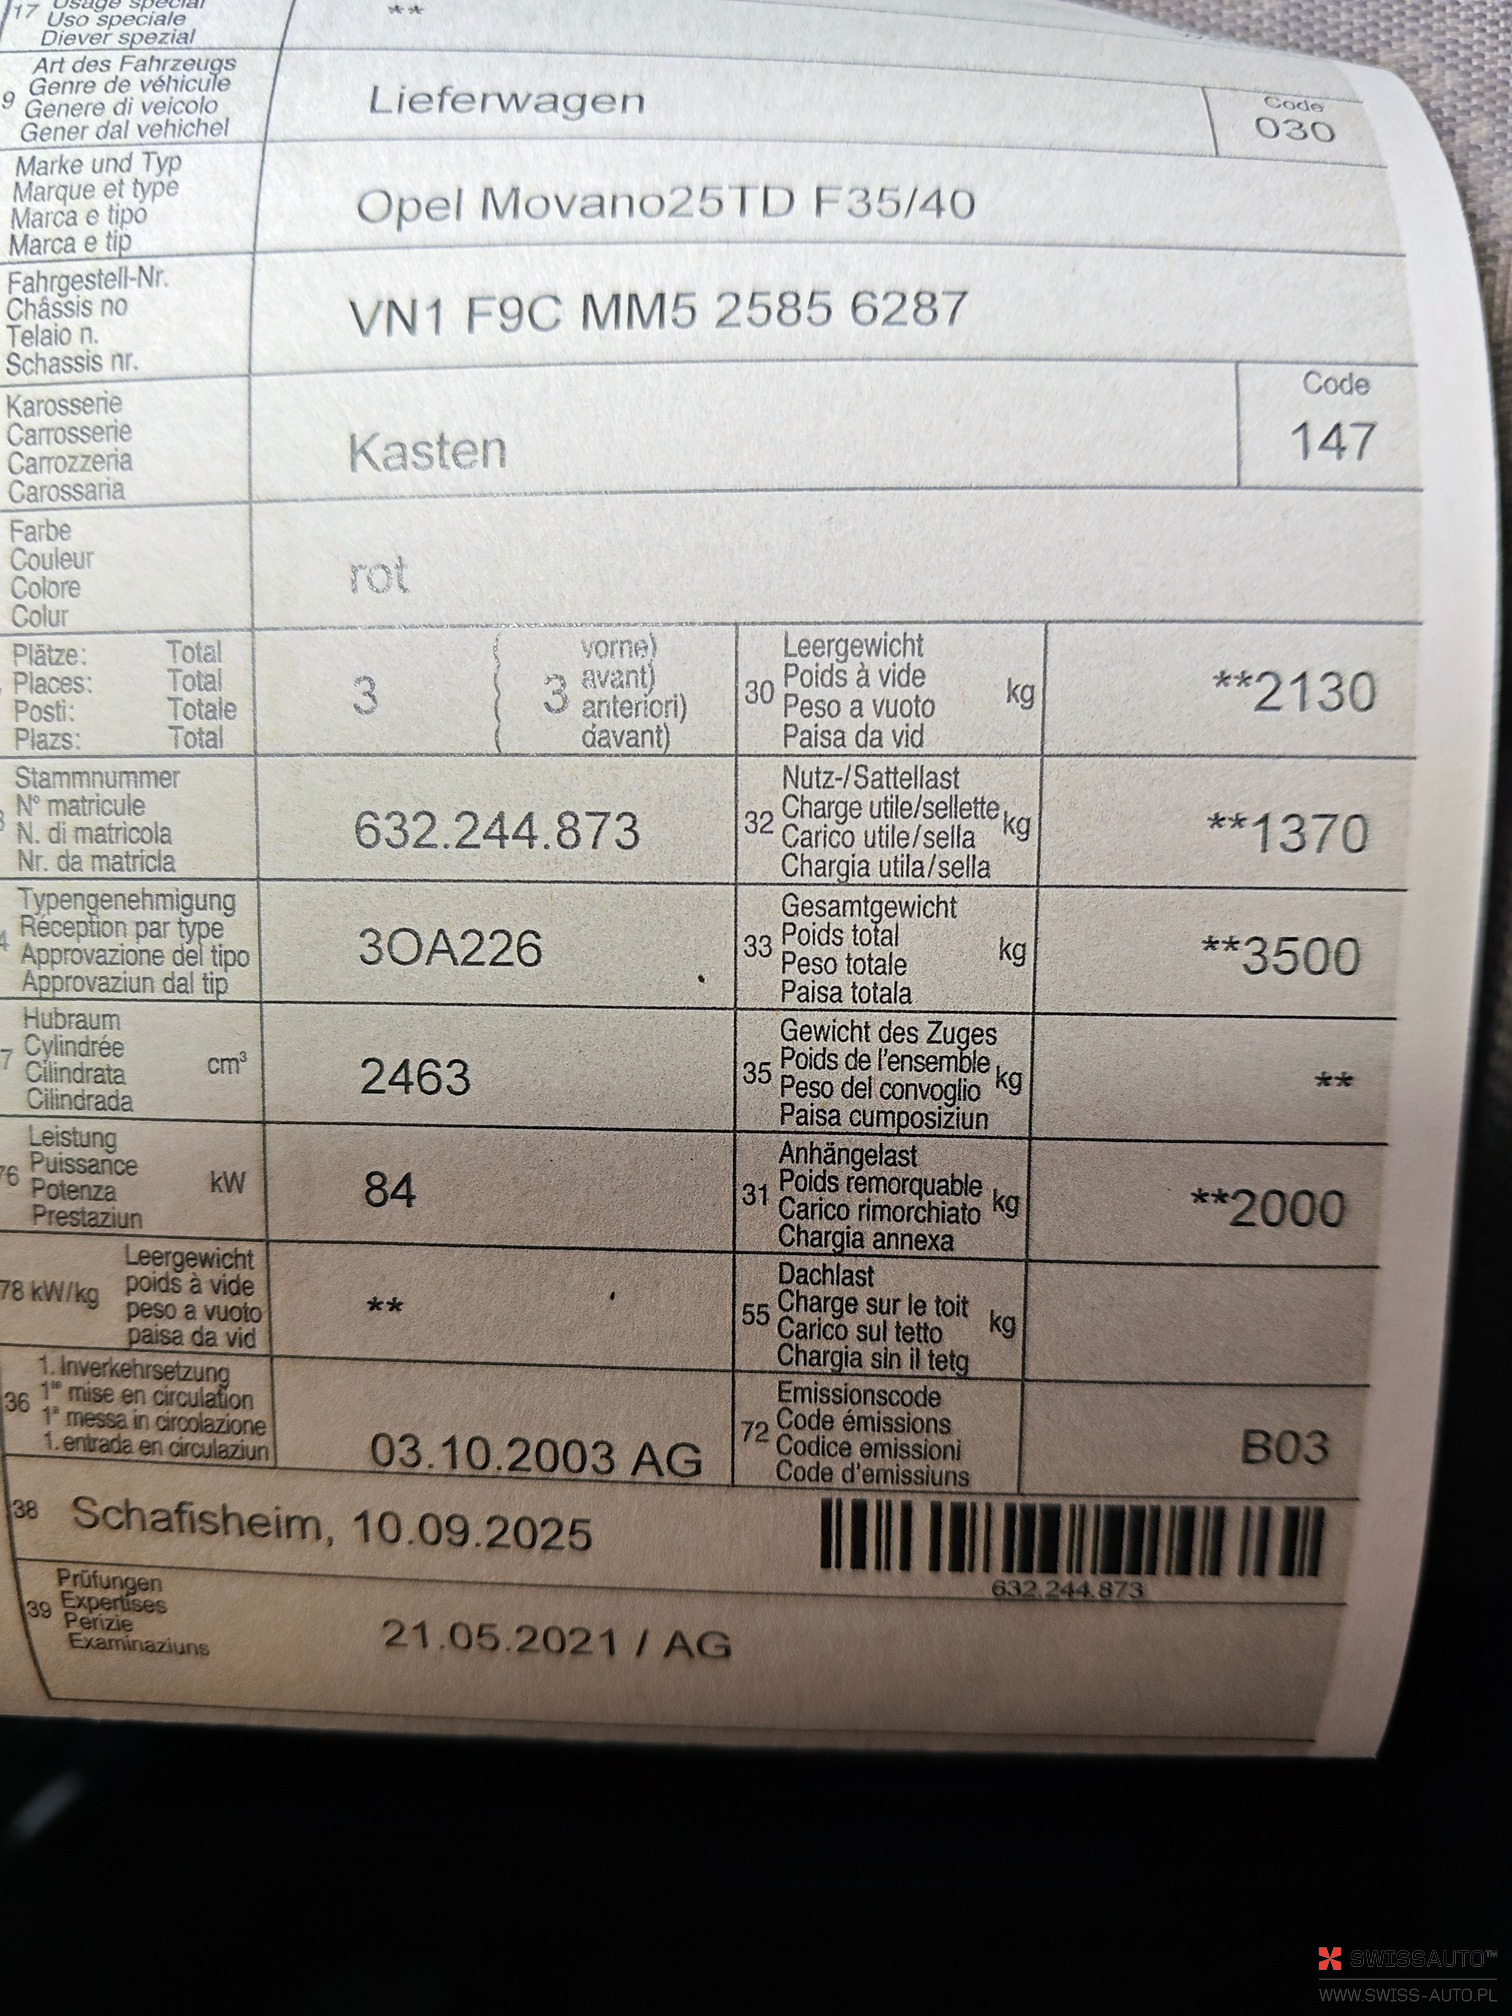 17 Usage spécial **
Uso speciale
Diever spezial
Art des Fahrzeugs
9 Genre de véhicule Lieferwagen Code
Genere di veicolo 030
Gener dal vehichel
Marke und Typ
Marque et type Opel Movano25TD F35/40
Marca e tipo
Marca e tip
Fahrgestell-Nr.
Châssis no VN1 F9C MM5 2585 6287
Telaio n.
Schassis nr.
Karosserie Code
Carrosserie Kasten 147
Carrozzeria
Carossaria
Farbe
Couleur rot
Colore
Colur
Plätze: Total vorne) Leergewicht
Places: Total 3 ( 3 avant) 30 Poids à vide kg **2130
Posti: Totale anteriori) Peso a vuoto
Plazs: Total davant) Paisa da vid
Stammnummer Nutz-/Sattellast
N° matricule 632.244.873 32 Charge utile/sellette kg **1370
N. di matricola Carico utile/sella
Nr. da matricla Chargia utila/sella
Typengenehmigung Gesamtgewicht
Réception par type 3OA226 33 Poids total kg **3500
Approvazione del tipo Peso totale
Approvaziun dal tip Paisa totala
Hubraum Gewicht des Zuges
7 Cylindrée cm³ 2463 35 Poids de l'ensemble kg **
Cilindrata Peso del convoglio
Cilindrada Paisa cumposiziun
Leistung Anhängelast
76 Puissance kW 84 31 Poids remorquable kg **2000
Potenza Carico rimorchiato
Prestaziun Chargia annexa
Leergewicht Dachlast
78 kW/kg poids à vide ** 55 Charge sur le toit kg
peso a vuoto Carico sul tetto
paisa da vid Chargia sin il tetg
1. Inverkehrsetzung Emissionscode
36 1re mise en circulation 03.10.2003 AG 72 Code émissions B03
1a messa in circolazione Codice emissioni
1. entrada en circulaziun Code d'emissiuns
38 Schafisheim, 10.09.2025
632.244.873
Prüfungen
39 Expertises 21.05.2021 / AG
Perizie
Examinaziuns
SWISSAUTO™
WWW.SWISS-AUTO.PL